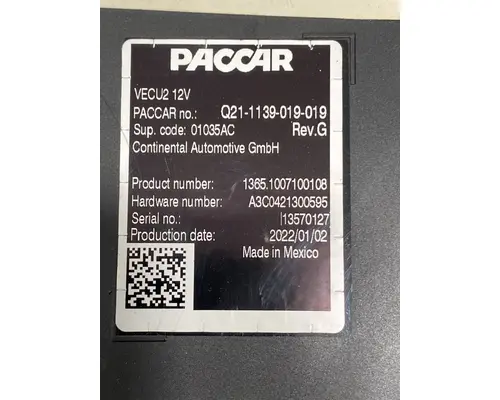 PACCAR
VECU2 12V
PACCAR no.: Q21-1139-019-019
Sup. code: 01035AC Rev.G
Continental Automotive GmbH
Product number: 1365.1007100108
Hardware number: A3C0421300595
Serial no.: 13570127
Production date: 2022/01/02
Made in Mexico